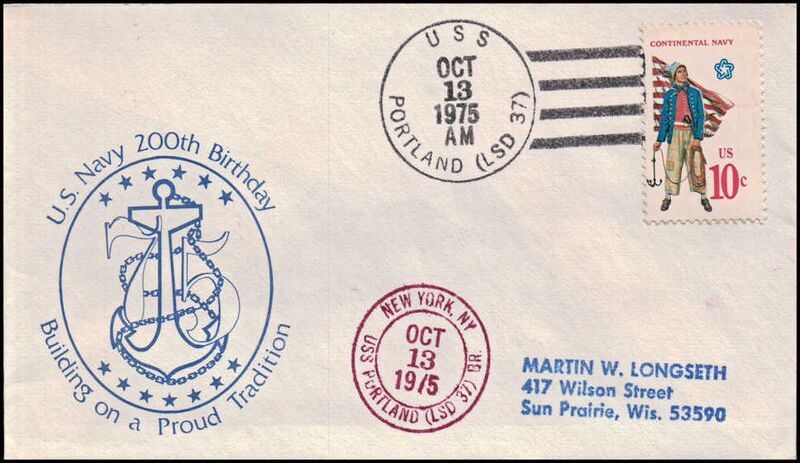 USS
OCT
13
1975
AM
PORTLAND (LSD 37)
CONTINENTAL NAVY
US
10c
U.S. Navy 200th Birthday
75
Building on a Proud Tradition
NEW YORK, NY
OCT
13
1975
USS PORTLAND (LSD 37) BR.
MARTIN W. LONGSETH
417 Wilson Street
Sun Prairie, Wis. 53590